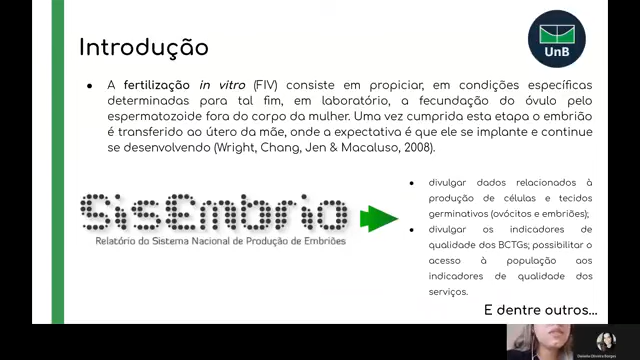 Introdução
UnB
● A fertilização in vitro (FIV) consiste em propiciar, em condições específicas
determinadas para tal fim, em laboratório, a fecundação do óvulo pelo
espermatozoide fora do corpo da mulher. Uma vez cumprida esta etapa o embrião
é transferido ao útero da mãe, onde a expectativa é que ele se implante e continue
se desenvolvendo (Wright, Chang, Jen & Macaluso, 2008).
SisEmbrio
Relatório do Sistema Nacional de Produção de Embriões
● divulgar dados relacionados à
produção de células e tecidos
germinativos (ovócitos e embriões);
● divulgar os indicadores de
qualidade dos BCTGs; possibilitar o
acesso à população aos
indicadores de qualidade dos
serviços.
E dentre outros...